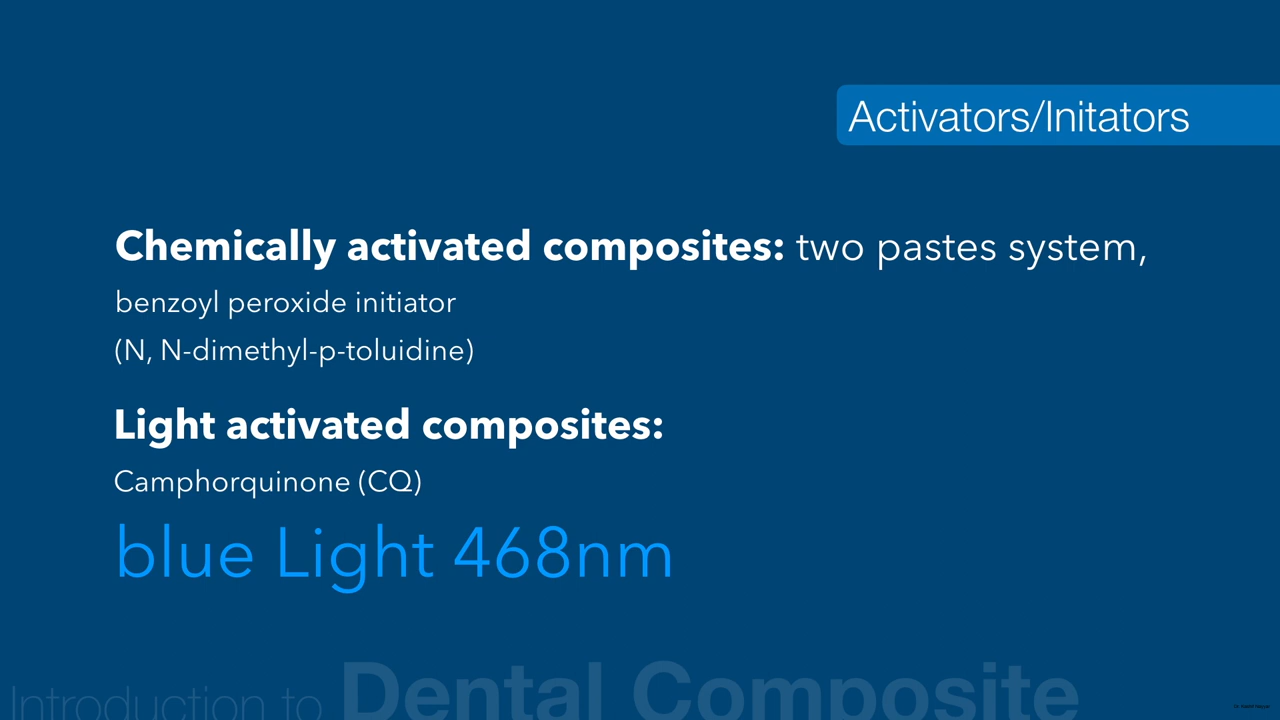 Activators/Initators
Chemically activated composites: two pastes system,
benzoyl peroxide initiator
(N, N-dimethyl-p-toluidine)
Light activated composites:
Camphorquinone (CQ)
blue Light 468nm
Introduction to Dental Composite